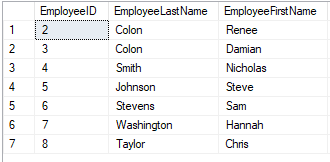 EmployeeID EmployeeLastName EmployeeFirstName
1 2 Colon Renee
2 3 Colon Damian
3 4 Smith Nicholas
4 5 Johnson Steve
5 6 Stevens Sam
6 7 Washington Hannah
7 8 Taylor Chris